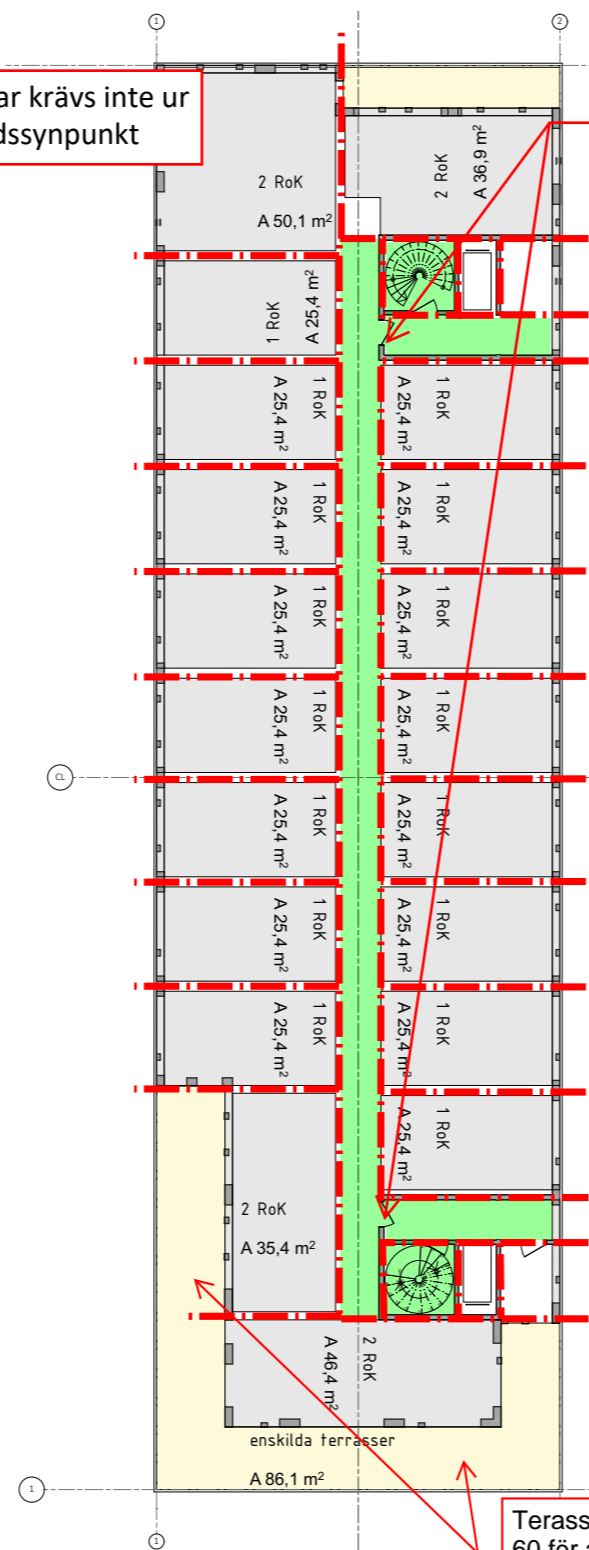 1
2
ar krävs inte ur
dssynpunkt
2 RoK
A 50,1 m²
2 RoK
A 36,9 m²
1 RoK
A 25,4 m²
1 RoK
A 25,4 m²
1 RoK
A 25,4 m²
1 RoK
A 25,4 m²
1 RoK
A 25,4 m²
1 RoK
A 25,4 m²
1 RoK
A 25,4 m²
1 RoK
A 25,4 m²
1 RoK
A 25,4 m²
CL
1 RoK
A 25,4 m²
1 RoK
A 25,4 m²
1 RoK
A 25,4 m²
1 RoK
A 25,4 m²
1 RoK
A 25,4 m²
1 RoK
A 25,4 m²
1 RoK
A 25,4 m²
2 RoK
A 35,4 m²
2 RoK
A 46,4 m²
enskilda terrasser
A 86,1 m²
1
Terass
60 för
1